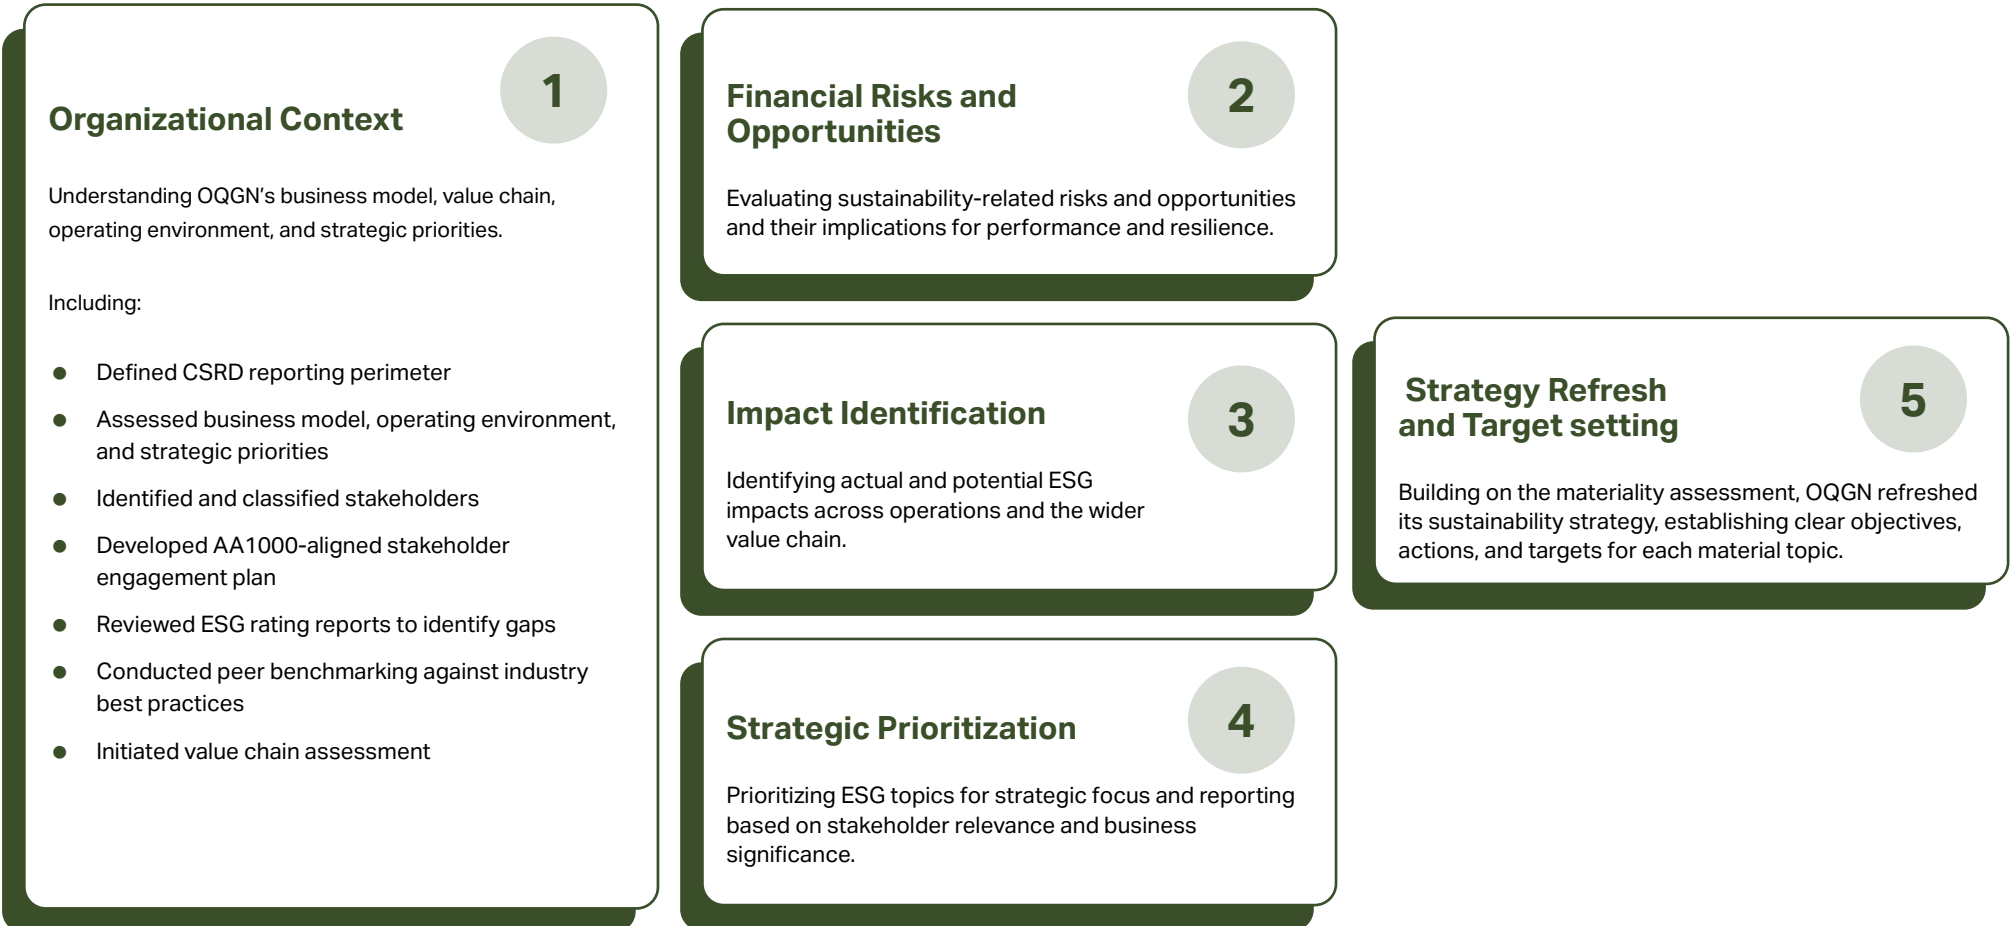 1
Organizational Context
Understanding OQGN's business model, value chain,
operating environment, and strategic priorities.
Including:
Defined CSRD reporting perimeter
Assessed business model, operating environment,
and strategic priorities
Identified and classified stakeholders
Developed AA1000-aligned stakeholder
engagement plan
Reviewed ESG rating reports to identify gaps
Conducted peer benchmarking against industry
best practices
Initiated value chain assessment
2
Financial Risks and
Opportunities
Evaluating sustainability-related risks and opportunities
and their implications for performance and resilience.
3
Impact Identification
Identifying actual and potential ESG
impacts across operations and the wider
value chain.
4
Strategic Prioritization
Prioritizing ESG topics for strategic focus and reporting
based on stakeholder relevance and business
significance.
5
Strategy Refresh
and Target setting
Building on the materiality assessment, OQGN refreshed
its sustainability strategy, establishing clear objectives,
actions, and targets for each material topic.